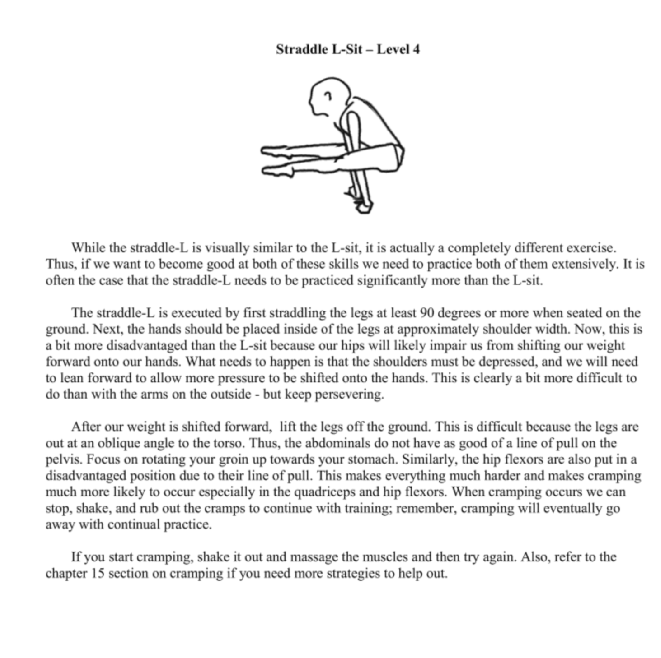 Straddle L-Sit – Level 4
While the straddle-L is visually similar to the L-sit, it is actually a completely different exercise.
Thus, if we want to become good at both of these skills we need to practice both of them extensively. It is
often the case that the straddle-L needs to be practiced significantly more than the L-sit.
The straddle-L is executed by first straddling the legs at least 90 degrees or more when seated on the
ground. Next, the hands should be placed inside of the legs at approximately shoulder width. Now, this is
a bit more disadvantaged than the L-sit because our hips will likely impair us from shifting our weight
forward onto our hands. What needs to happen is that the shoulders must be depressed, and we will need
to lean forward to allow more pressure to be shifted onto the hands. This is clearly a bit more difficult to
do than with the arms on the outside - but keep persevering.
After our weight is shifted forward, lift the legs off the ground. This is difficult because the legs are
out at an oblique angle to the torso. Thus, the abdominals do not have as good of a line of pull on the
pelvis. Focus on rotating your groin up towards your stomach. Similarly, the hip flexors are also put in a
disadvantaged position due to their line of pull. This makes everything much harder and makes cramping
much more likely to occur especially in the quadriceps and hip flexors. When cramping occurs we can
stop, shake, and rub out the cramps to continue with training; remember, cramping will eventually go
away with continual practice.
If you start cramping, shake it out and massage the muscles and then try again. Also, refer to the
chapter 15 section on cramping if you need more strategies to help out.